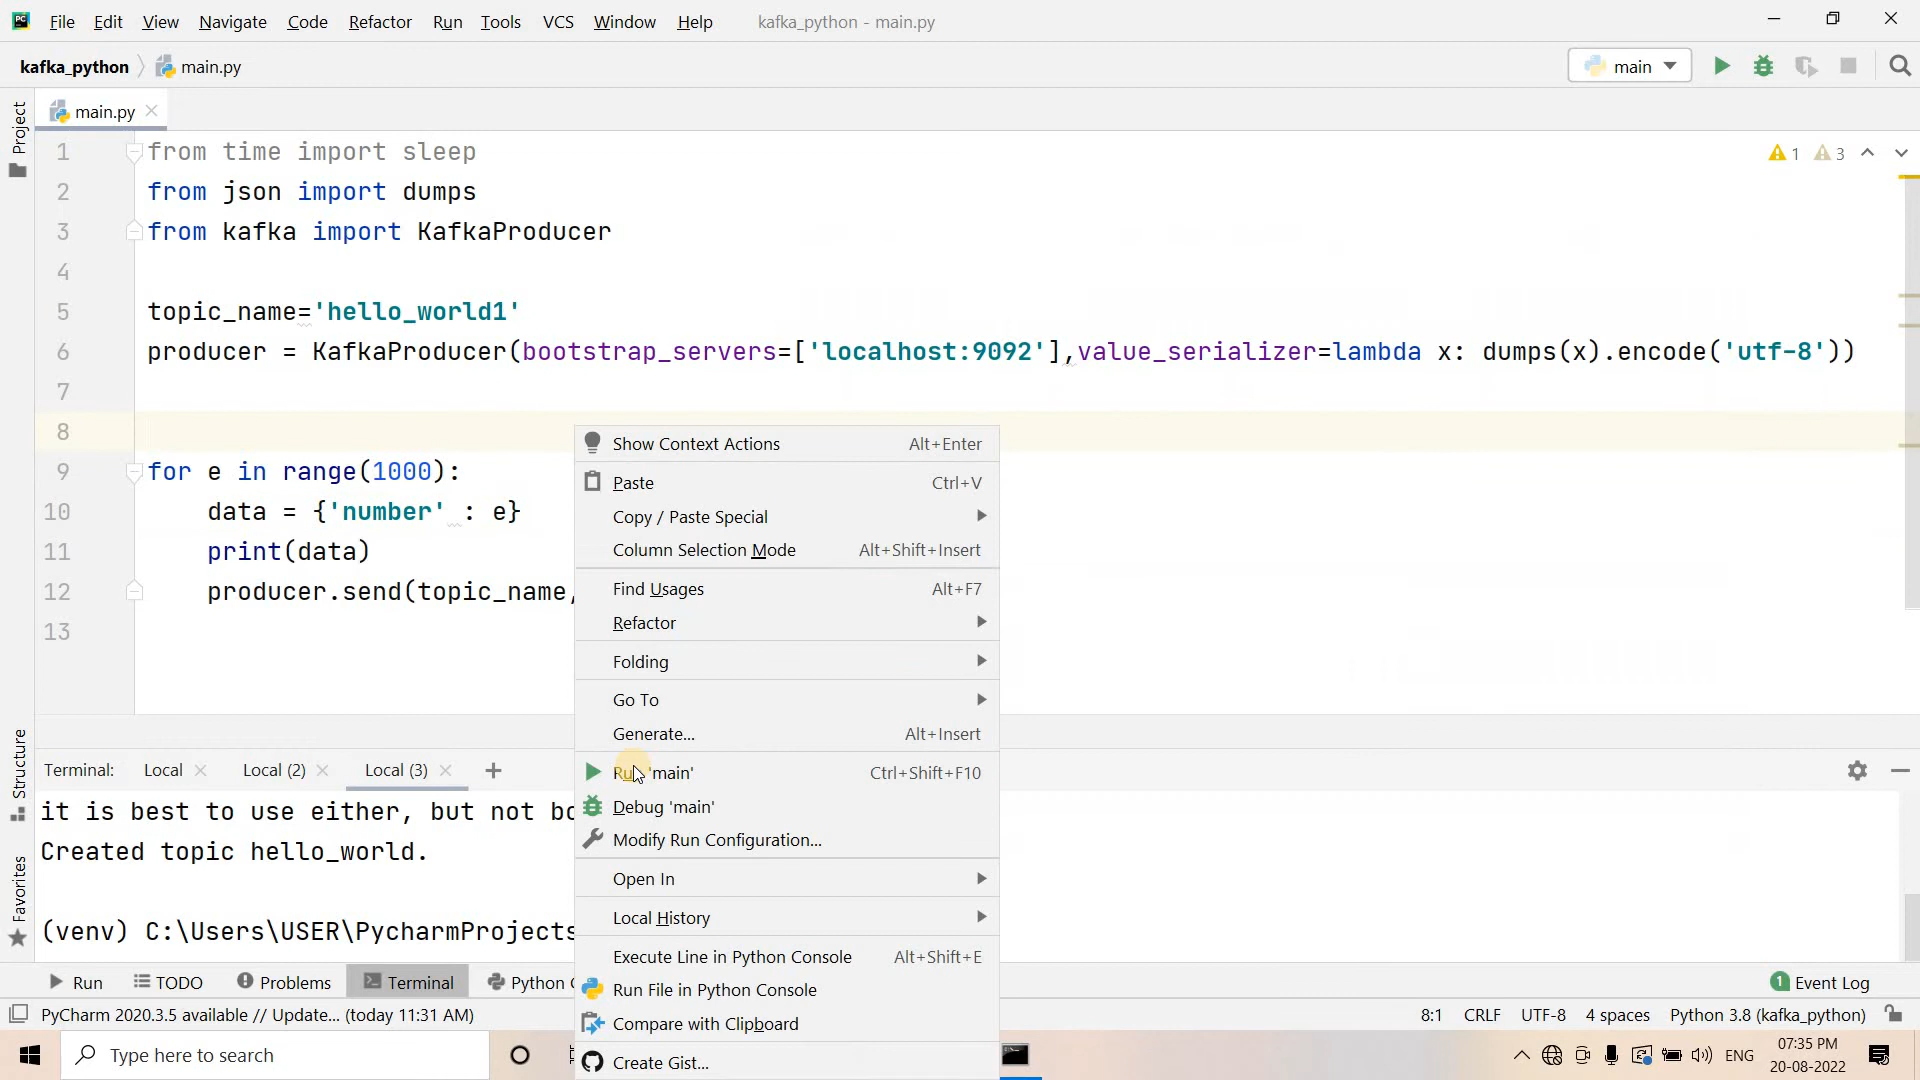 File Edit View Navigate Code Refactor Run Tools VCS Window Help kafka_python - main.py
kafka_python main.py main
Project
main.py
1 from time import sleep
1 3
2 from json import dumps
3 from kafka import KafkaProducer
4
5 topic_name='hello_world1'
6 producer = KafkaProducer(bootstrap_servers=['localhost:9092'],value_serializer=lambda x: dumps(x).encode('utf-8'))
7
8
9 for e in range(1000):
10 data = {'number' : e}
11 print(data)
12 producer.send(topic_name,
13
Show Context Actions Alt+Enter
Paste Ctrl+V
Copy / Paste Special
Column Selection Mode Alt+Shift+Insert
Find Usages Alt+F7
Refactor
Folding
Go To
Generate... Alt+Insert
Run 'main' Ctrl+Shift+F10
Debug 'main'
Modify Run Configuration...
Open In
Local History
Execute Line in Python Console Alt+Shift+E
Run File in Python Console
Compare with Clipboard
Create Gist...
Structure
Favorites
Terminal: Local Local (2) Local (3)
it is best to use either, but not bo
Created topic hello_world.
(venv) C:\Users\USER\PycharmProjects
Run TODO Problems Terminal Python C
1 Event Log
PyCharm 2020.3.5 available // Update... (today 11:31 AM)
8:1 CRLF UTF-8 4 spaces Python 3.8 (kafka_python)
Type here to search
ENG
07:35 PM
20-08-2022